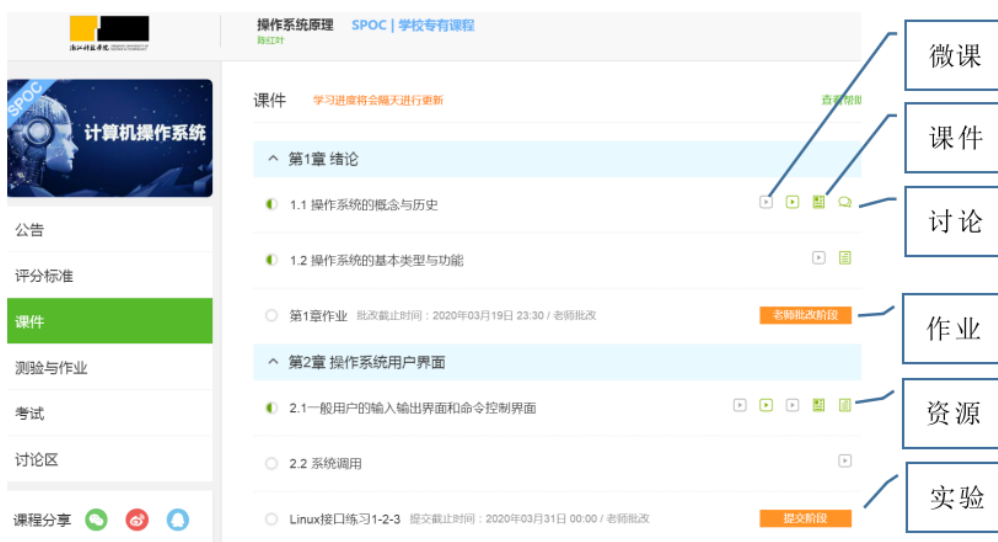 操作系统原理 SPOC | 学校专有课程
陈红叶
SPOC
计算机操作系统
公告
评分标准
课件
测验与作业
考试
讨论区
课程分享
课件 学习进度将会隔天进行更新 查看帮助
第1章 绪论
1.1 操作系统的概念与历史
1.2 操作系统的基本类型与功能
第1章作业 批改截止时间：2020年03月19日 23:30 / 老师批改 老师批改阶段
第2章 操作系统用户界面
2.1一般用户的输入输出界面和命令控制界面
2.2 系统调用
Linux接口练习1-2-3 提交截止时间：2020年03月31日 00:00 / 老师批改 提交阶段
微课
课件
讨论
作业
资源
实验